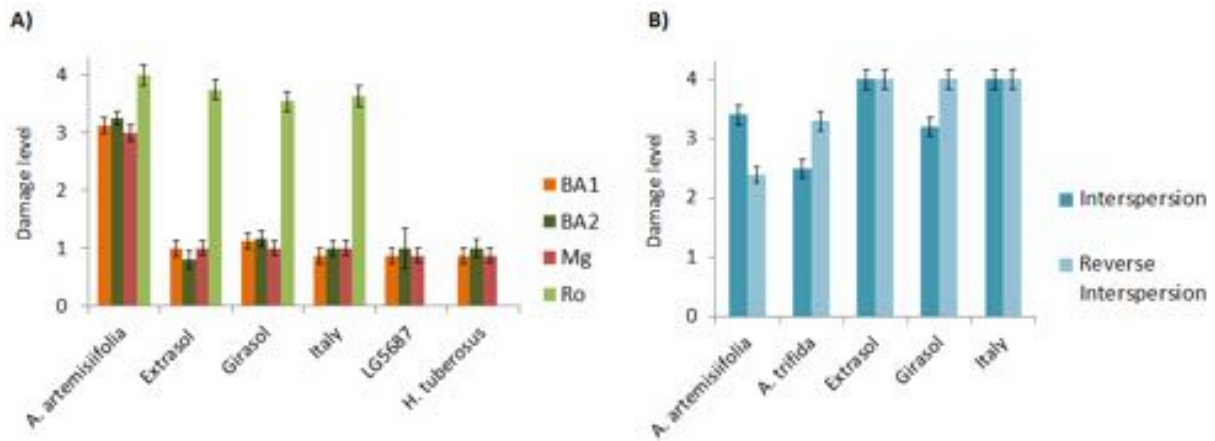 A)
Damage level
4
3
2
1
0
A. artemisiifolia
Extrasol
Girasol
Italy
LG5687
H. tuberosus
BA1
BA2
Mg
Ro
B)
Damage level
4
3
2
1
0
A. artemisiifolia
A. trifida
Extrasol
Girasol
Italy
Interspersion
Reverse
Interspersion